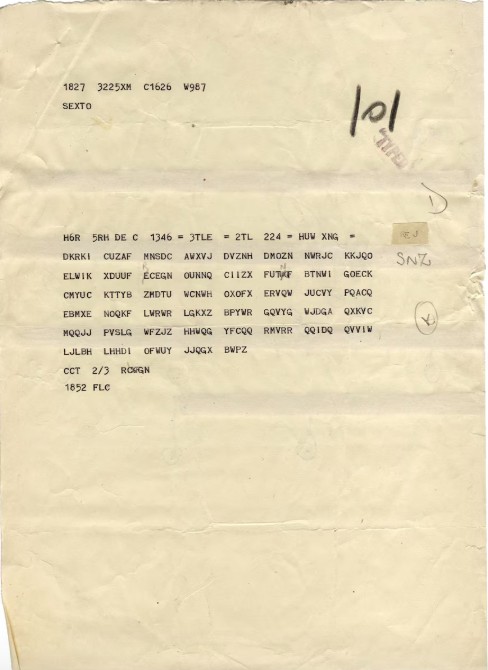 1827 3225XM C1626 W987
SEXTO
101
TYPEX
H6R 5RH DE C 1346 = 3TLE = 2TL 224 = HUW XNG =
IEJ
SNZ
DKRKI CUZAF MNSDC AWXVJ DVZNH DMOZN NWRJC KKJQO
ELWIK XDUUF ECEGN OUNNQ CIIZX FUTKF BTNWI GOECK
CMYUC KTTYB ZMDTU WCNWH OXOFX ERVQW JUCVY PQACQ
EBMXE NOQKF LWRWR LGKXZ BPYWR GQVYG WJDGA QXKVC
MQQJJ PVSLG WFZJZ HHWQG YFCQQ RMVRR QQIDQ QVVIW
LJLBH LHHDI OFWUY JJQGX BWPZ
CCT 2/3
1852 FLC